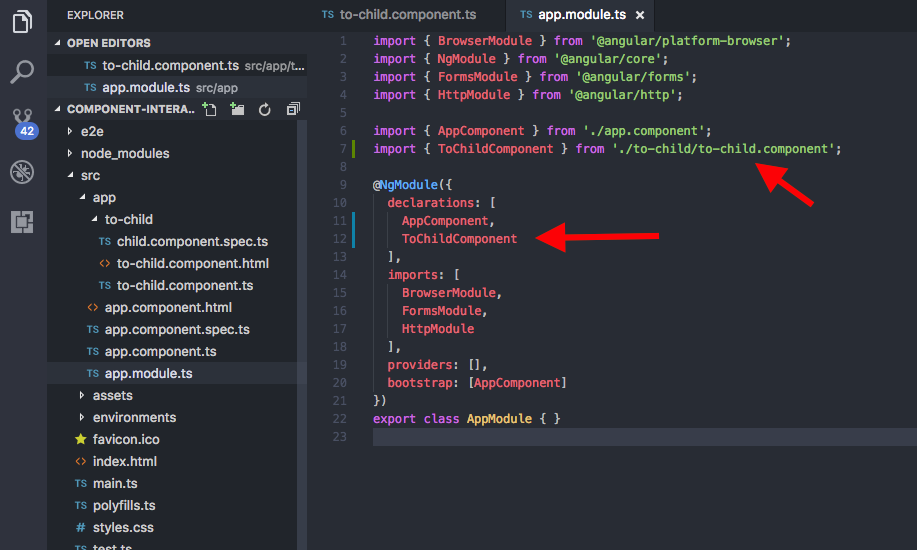 EXPLORER
OPEN EDITORS
TS to-child.component.ts src/app/t...
TS app.module.ts src/app
COMPONENT-INTERA...
42
e2e
node_modules
src
app
to-child
TS child.component.spec.ts
<> to-child.component.html
TS to-child.component.ts
<> app.component.html
TS app.component.spec.ts
TS app.component.ts
TS app.module.ts
assets
environments
favicon.ico
<> index.html
TS main.ts
TS polyfills.ts
# styles.css
TS test.ts
TS to-child.component.ts
TS app.module.ts ×
1 import { BrowserModule } from '@angular/platform-browser';
2 import { NgModule } from '@angular/core';
3 import { FormsModule } from '@angular/forms';
4 import { HttpModule } from '@angular/http';
5
6 import { AppComponent } from './app.component';
7 import { ToChildComponent } from './to-child/to-child.component';
8
9 @NgModule({
10 declarations: [
11 AppComponent,
12 ToChildComponent
13 ],
14 imports: [
15 BrowserModule,
16 FormsModule,
17 HttpModule
18 ],
19 providers: [],
20 bootstrap: [AppComponent]
21 })
22 export class AppModule { }
23